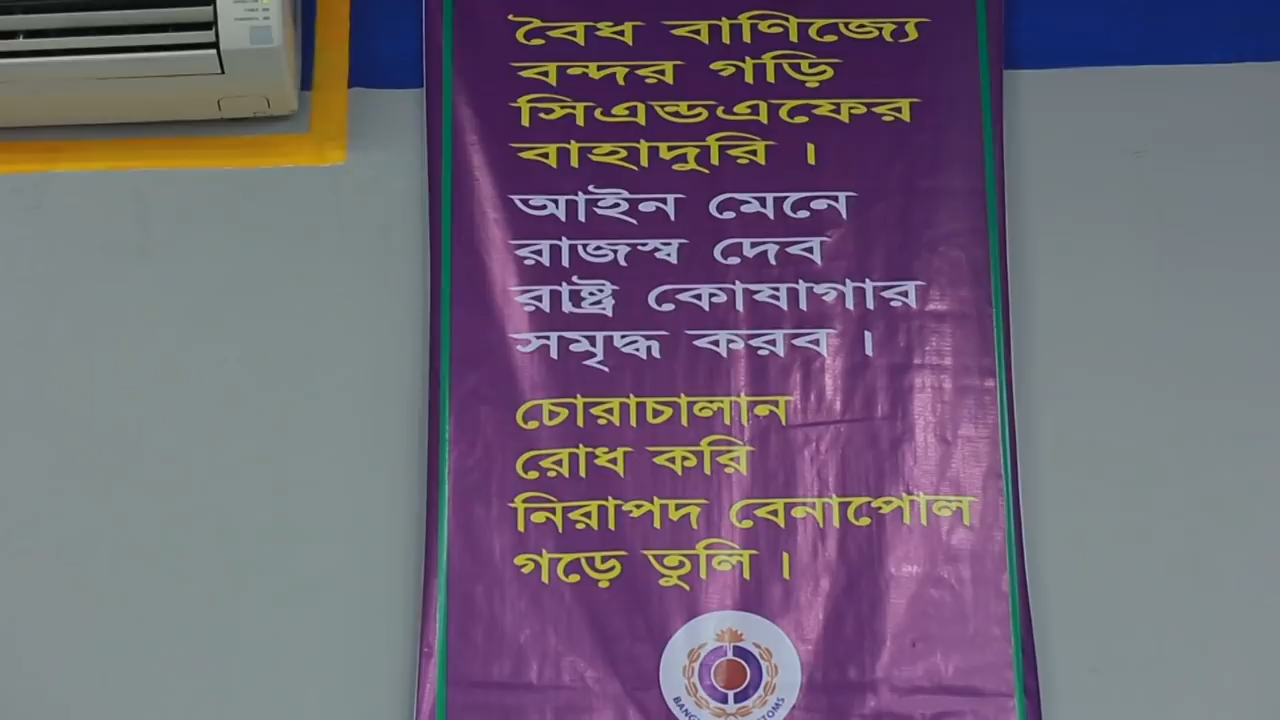 বৈধ বাণিজ্যে
বন্দর গড়ি
সিএন্ডএফের
বাহাদুরি ।
আইন মেনে
রাজস্ব দেব
রাষ্ট্র কোষাগার
সমৃদ্ধ করব ।
চোরাচালান
রোধ করি
নিরাপদ বেনাপোল
গড়ে তুলি ।